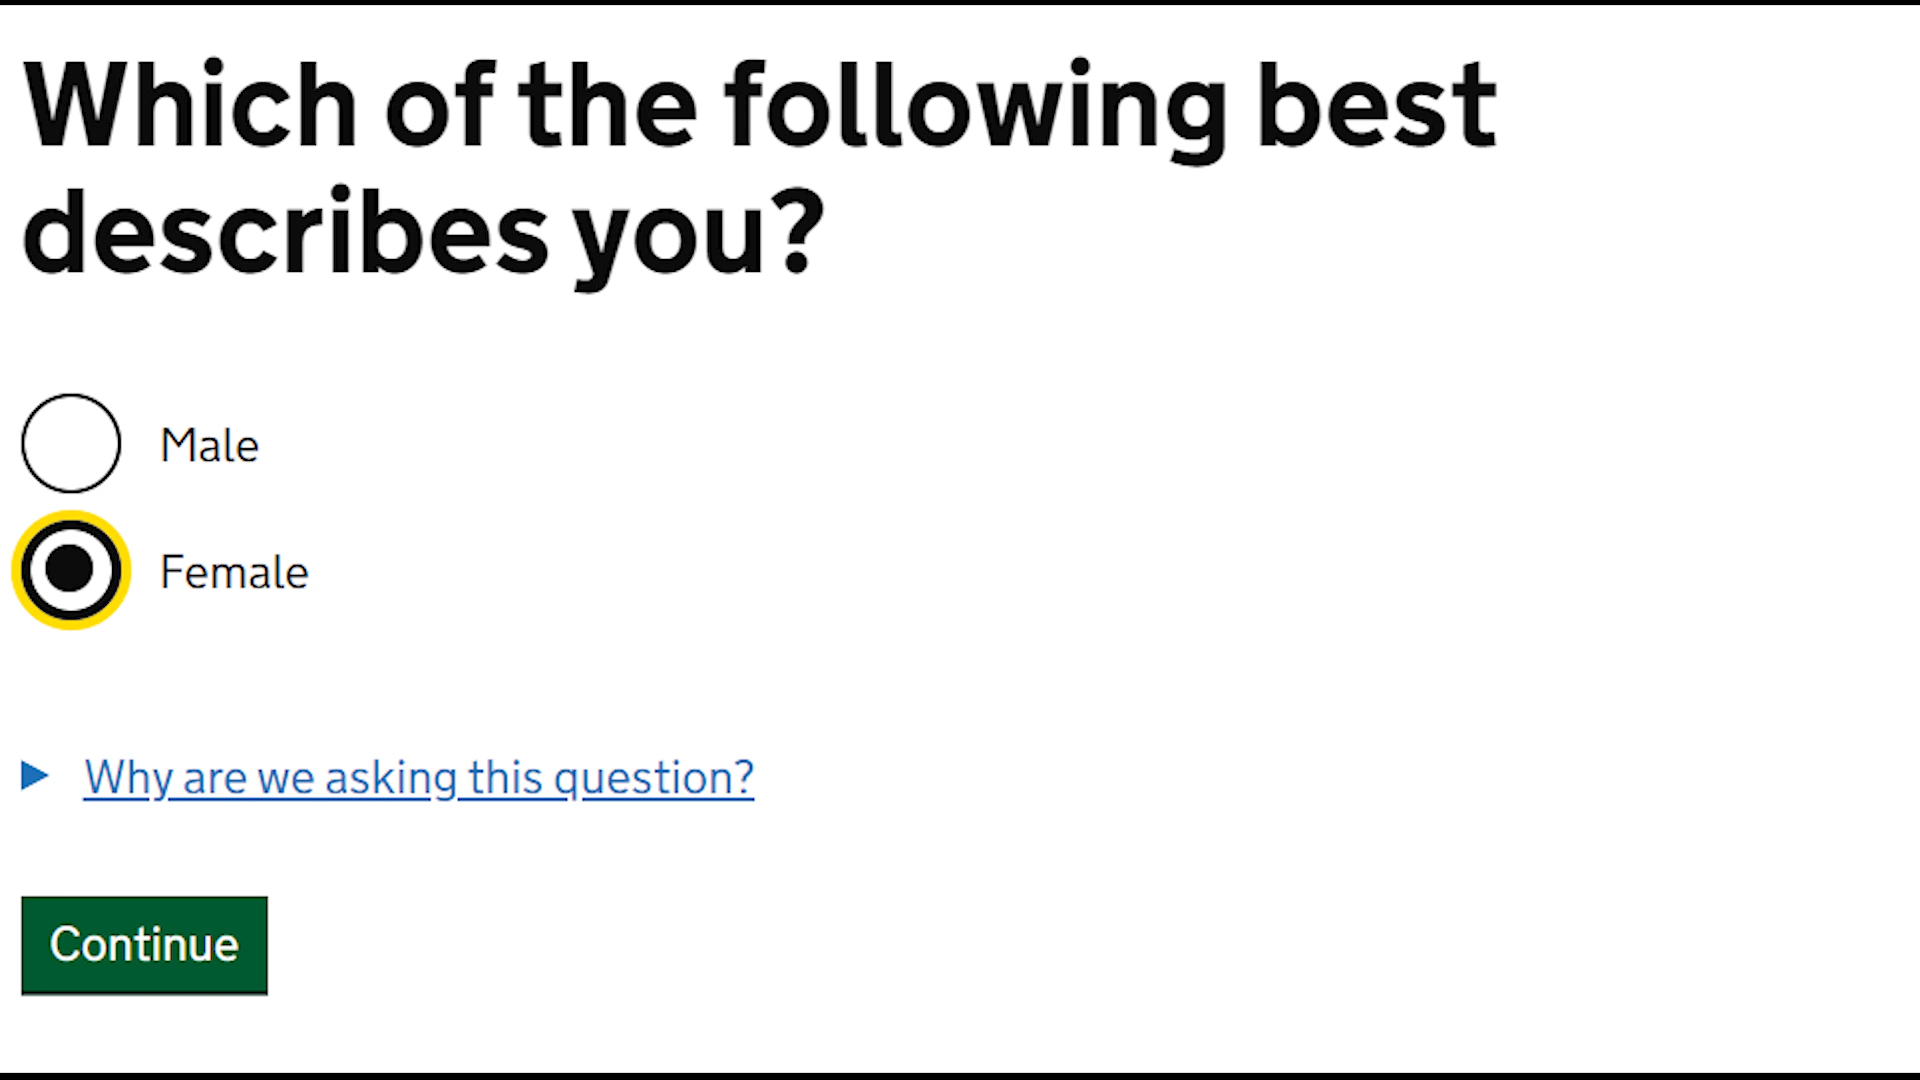 Which of the following best
describes you?
Male
Female
Why are we asking this question?
Continue